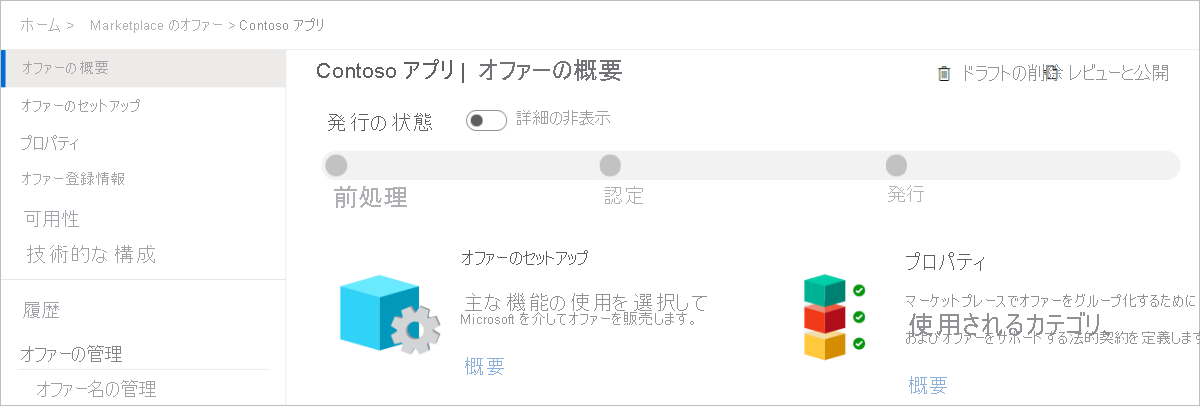 ホーム > Marketplace のオファー > Contoso アプリ
オファーの概要
オファーのセットアップ
プロパティ
オファー登録情報
可用性
技術的な構成
履歴
オファーの管理
オファー名の管理
Contoso アプリ | オファーの概要
ドラフトの削除 レビューと公開
発行の状態 詳細の非表示
前処理 認定 発行
オファーのセットアップ
主な機能の使用を選択して
Microsoft を介してオファーを販売します。
概要
プロパティ
マーケットプレースでオファーをグループ化するために
使用されるカテゴリ、
およびオファーをサポートする法的契約を定義します
概要